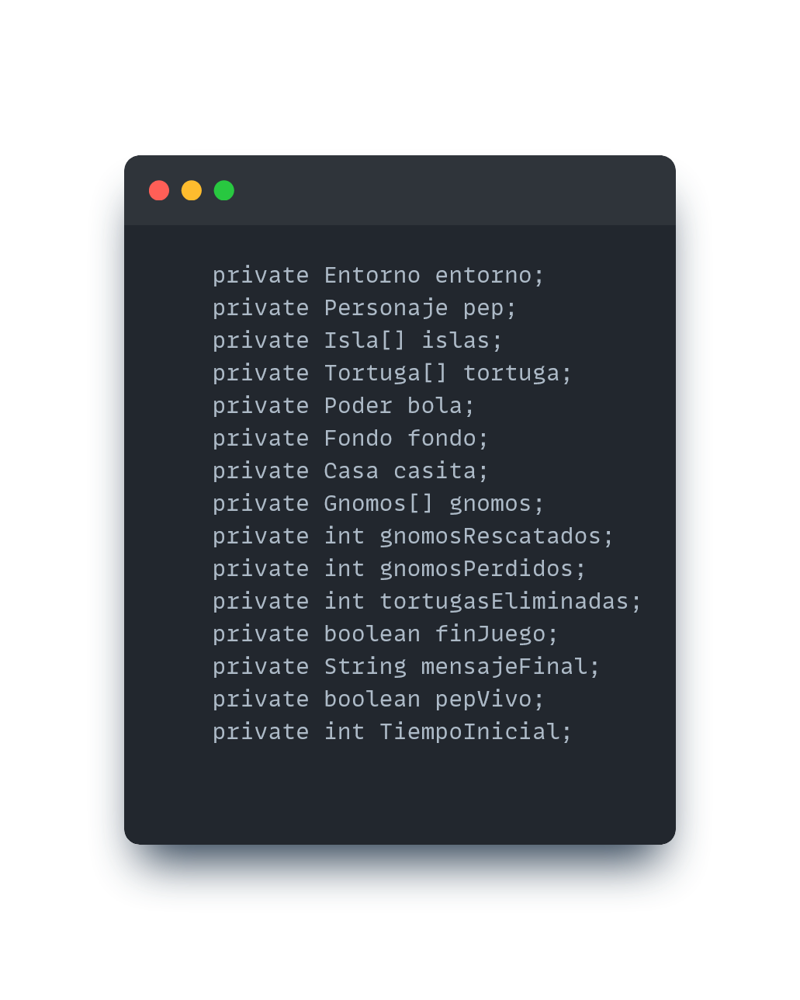 private Entorno entorno;
private Personaje pep;
private Isla[] islas;
private Tortuga[] tortuga;
private Poder bola;
private Fondo fondo;
private Casa casita;
private Gnomos[] gnomos;
private int gnomosRescatados;
private int gnomosPerdidos;
private int tortugasEliminadas;
private boolean finJuego;
private String mensajeFinal;
private boolean pepVivo;
private int TiempoInicial;